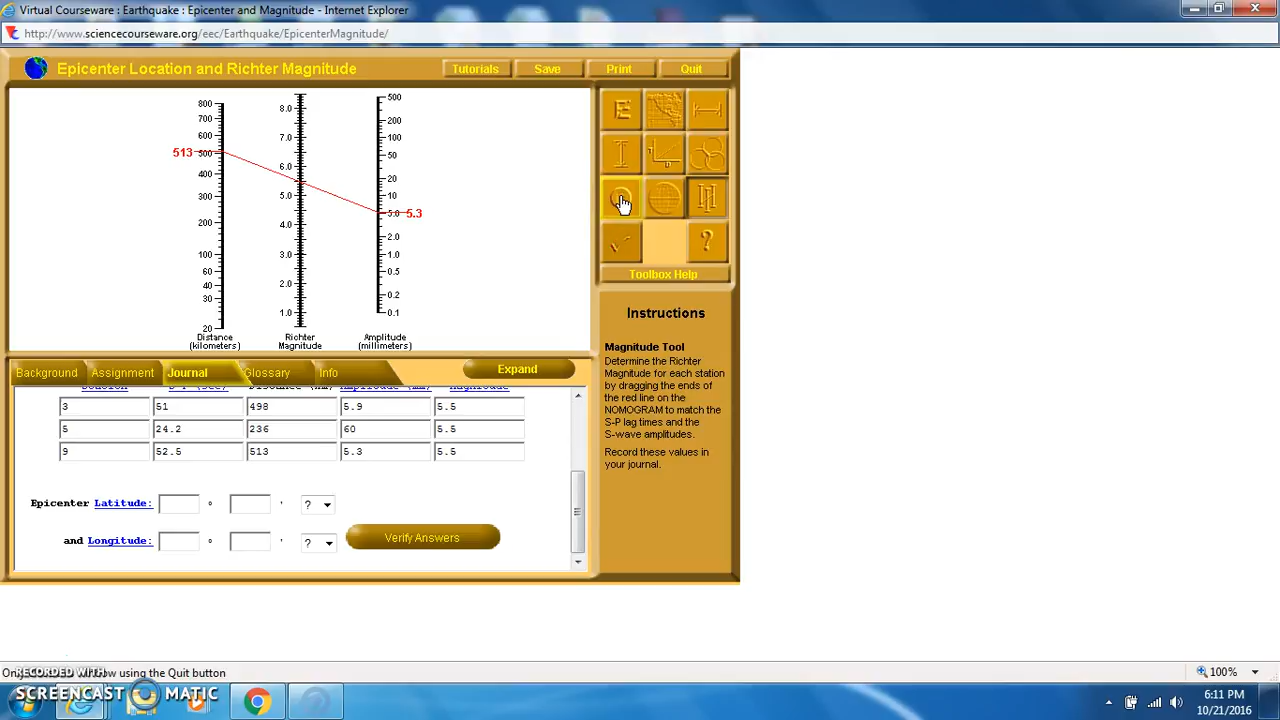 Virtual Courseware : Earthquake : Epicenter and Magnitude - Internet Explorer
http://www.sciencecourseware.org/eec/Earthquake/EpicenterMagnitude/
Epicenter Location and Richter Magnitude
Tutorials Save Print Quit
800 700 600 500 400 300 200 100 60 40 30 20
8.0 7.0 6.0 5.0 4.0 3.0 2.0 1.0
500 200 100 50 20 10 5.0 2.0 1.0 0.5 0.2 0.1
513
5.3
Distance (kilometers)
Richter Magnitude
Amplitude (millimeters)
E
?
Toolbox Help
Instructions
Magnitude Tool
Determine the Richter
Magnitude for each station
by dragging the ends of
the red line on the
NOMOGRAM to match the
S-P lag times and the
S-wave amplitudes.
Record these values in
your journal.
Background Assignment Journal Glossary Info Expand
Station S-P (sec) Distance (km) Amplitude (mm) Magnitude
3 51 498 5.9 5.5
5 24.2 236 60 5.5
9 52.5 513 5.3 5.5
Epicenter Latitude: ° ' ?
and Longitude: ° ' ? Verify Answers
100%
RECORDED WITH
SCREENCAST MATIC
using the Quit button
6:11 PM
10/21/2016